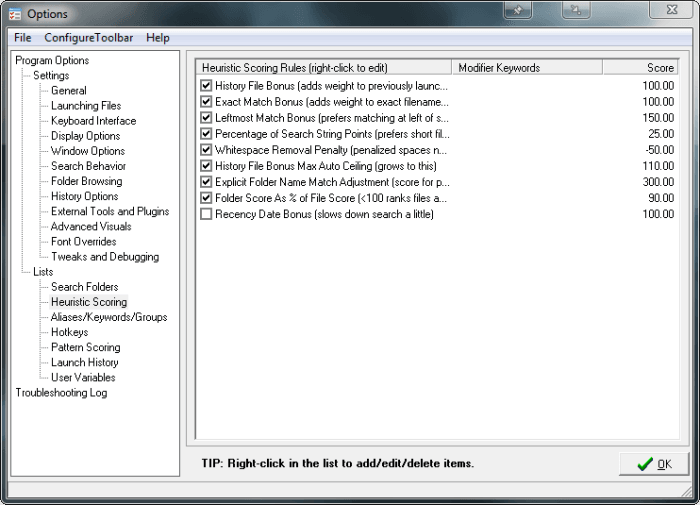 Options
File ConfigureToolbar Help
Program Options
Settings
General
Launching Files
Keyboard Interface
Display Options
Window Options
Search Behavior
Folder Browsing
History Options
External Tools and Plugins
Advanced Visuals
Font Overrides
Tweaks and Debugging
Lists
Search Folders
Heuristic Scoring
Aliases/Keywords/Groups
Hotkeys
Pattern Scoring
Launch History
User Variables
Troubleshooting Log
Heuristic Scoring Rules (right-click to edit) Modifier Keywords Score
History File Bonus (adds weight to previously launc... 100.00
Exact Match Bonus (adds weight to exact filename... 100.00
Leftmost Match Bonus (prefers matching at left of s... 150.00
Percentage of Search String Points (prefers short fil... 25.00
Whitespace Removal Penalty (penalized spaces n... -50.00
History File Bonus Max Auto Ceiling (grows to this) 110.00
Explicit Folder Name Match Adjustment (score for p... 300.00
Folder Score As % of File Score (<100 ranks files a... 90.00
Recency Date Bonus (slows down search a little) 100.00
TIP: Right-click in the list to add/edit/delete items.
OK